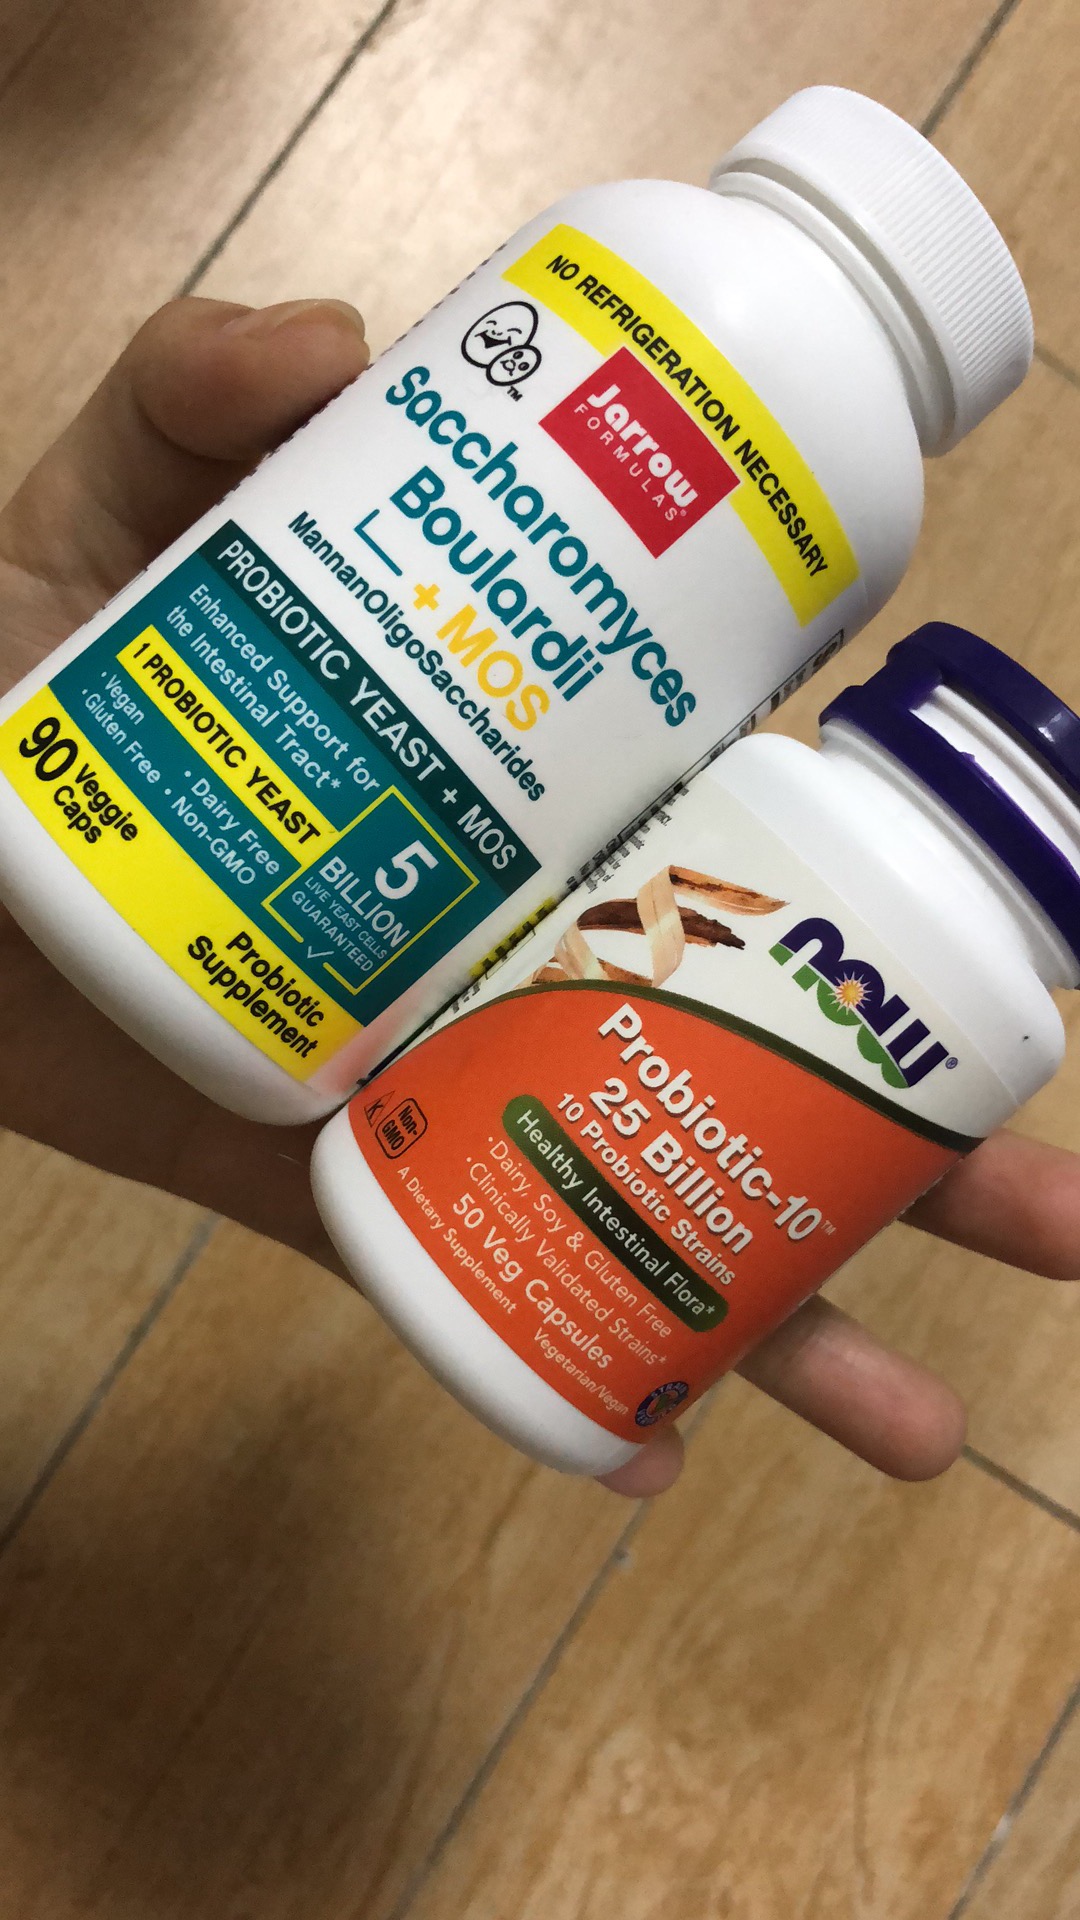 NO REFRIGERATION NECESSARY
Jarrow
FORMULAS®
Saccharomyces
Boulardii
+ MOS
MannanOligoSaccharides
PROBIOTIC YEAST + MOS
Enhanced Support for
the Intestinal Tract*
1 PROBIOTIC YEAST
5
BILLION
LIVE YEAST CELLS
GUARANTEED
• Vegan • Dairy Free
• Gluten Free • Non-GMO
90 Veggie
Caps
Probiotic
Supplement
TM
NOW®
Probiotic-10™
25 Billion
10 Probiotic Strains
Healthy Intestinal Flora*
• Dairy, Soy & Gluten Free
• Clinically Validated Strains*
50 Veg Capsules
A Dietary Supplement
Vegetarian/Vegan
K
Non-
GMO